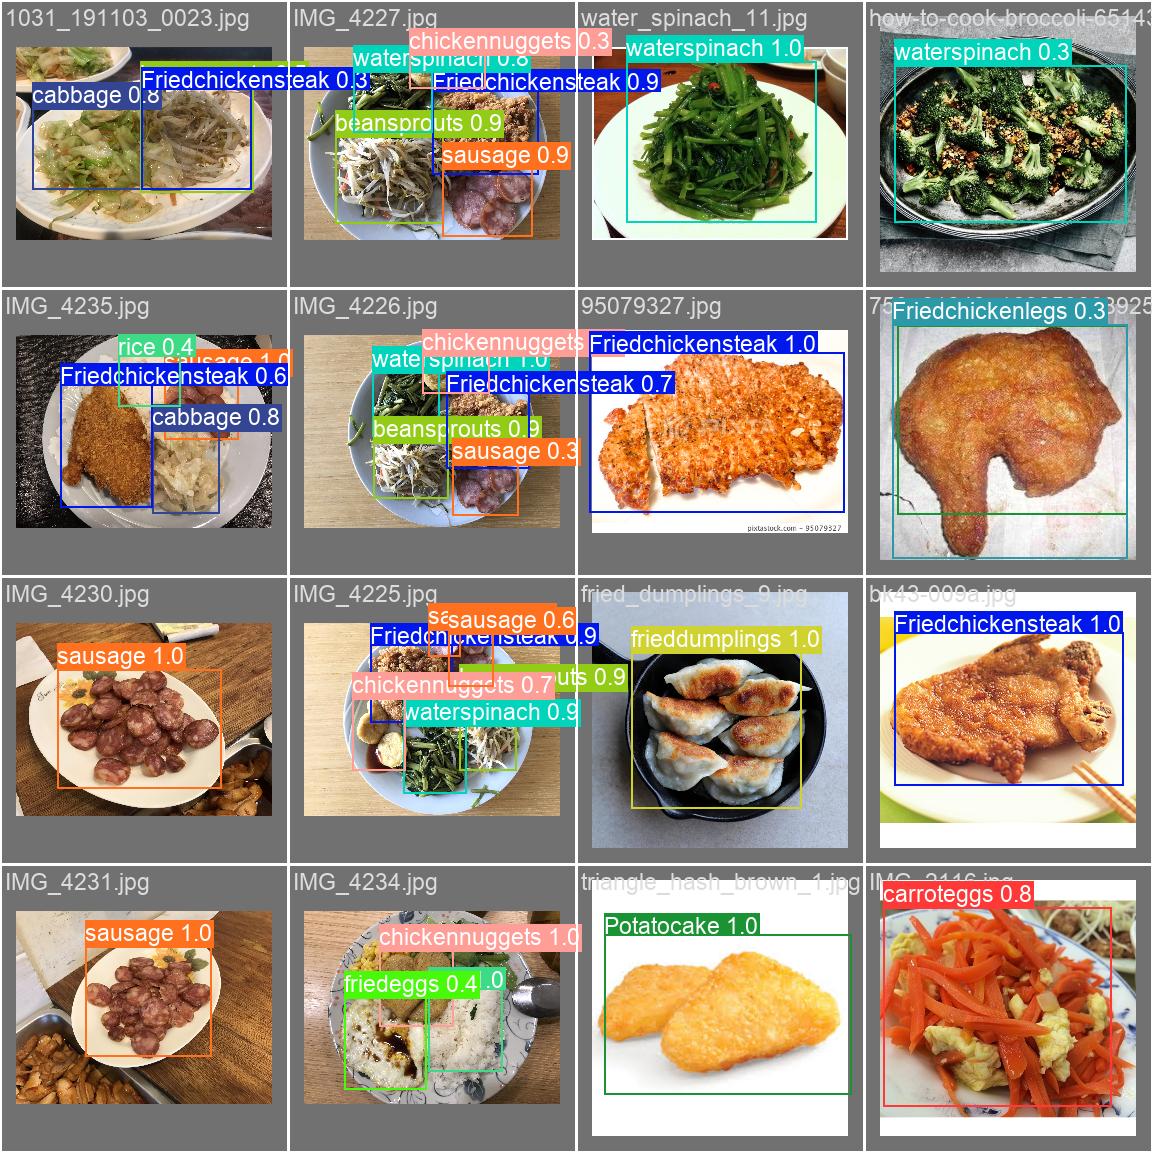 1031_191103_0023.jpg
cabbage 0.8
Friedchickensteak 0.3
IMG_4227.jpg
chickennuggets 0.3
waterspinach 0.8
Friedchickensteak 0.9
beansprouts 0.9
sausage 0.9
water_spinach_11.jpg
waterspinach 1.0
how-to-cook-broccoli-6514
waterspinach 0.3
IMG_4235.jpg
rice 0.4
sausage 1.0
Friedchickensteak 0.6
cabbage 0.8
IMG_4226.jpg
chickennuggets
waterspinach 1.0
Friedchickensteak 0.7
beansprouts 0.9
sausage 0.3
95079327.jpg
Friedchickensteak 1.0
PIXTA
pixtastock.com - 95079327
Friedchickenlegs 0.3
IMG_4230.jpg
sausage 1.0
IMG_4225.jpg
sausage 0.6
Friedchickensteak 0.9
outs 0.9
chickennuggets 0.7
waterspinach 0.9
fried_dumplings_9.jpg
frieddumplings 1.0
bk43-009a.jpg
Friedchickensteak 1.0
IMG_4231.jpg
sausage 1.0
IMG_4234.jpg
chickennuggets 1.0
friedeggs 0.4
.0
triangle_hash_brown_1.jpg
Potatocake 1.0
IMG_2116.jpg
carroteggs 0.8